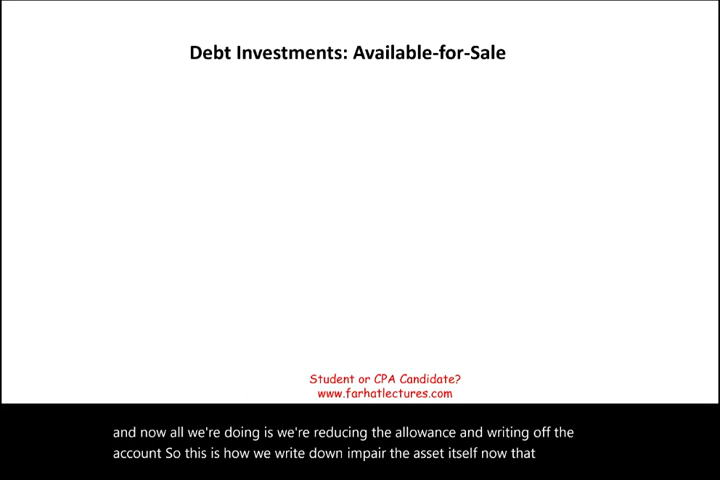 Debt Investments: Available-for-Sale
Student or CPA Candidate?
www.farhatlectures.com
and now all we're doing is we're reducing the allowance and writing off the
account So this is how we write down impair the asset itself now that